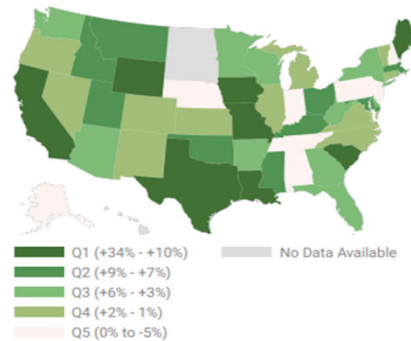 Q1 (+34% - +10%)
No Data Available
Q2 (+9% - +7%)
Q3 (+6% - +3%)
Q4 (+2% - 1%)
Q5 (0% to -5%)